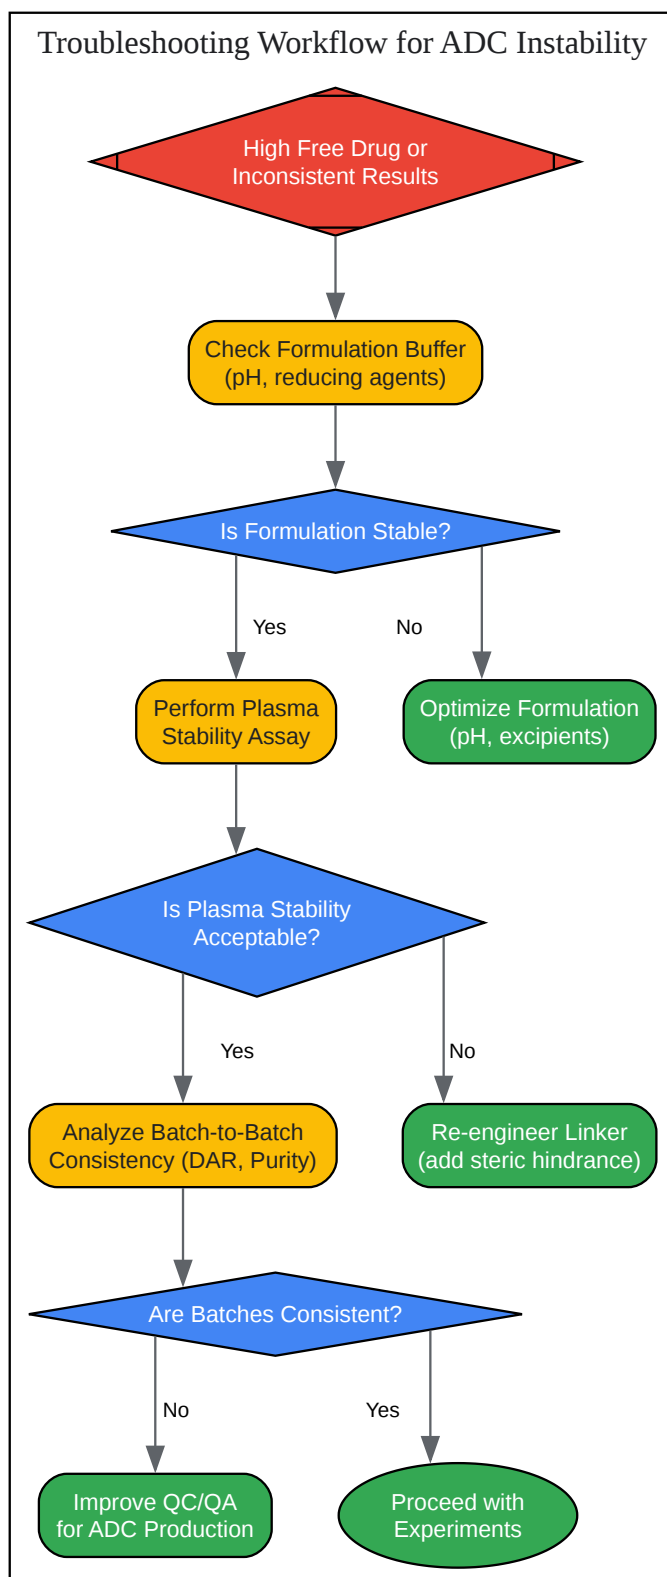 Troubleshooting Workflow for ADC Instability
High Free Drug or
Inconsistent Results
Check Formulation Buffer
(pH, reducing agents)
Is Formulation Stable?
Yes
No
Perform Plasma
Stability Assay
Optimize Formulation
(pH, excipients)
Is Plasma Stability
Acceptable?
Yes
No
Analyze Batch-to-Batch
Consistency (DAR, Purity)
Re-engineer Linker
(add steric hindrance)
Are Batches Consistent?
No
Yes
Improve QC/QA
for ADC Production
Proceed with
Experiments